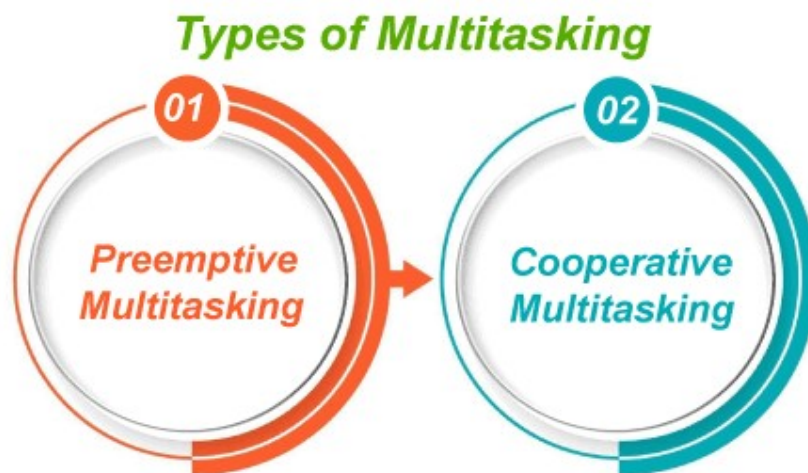 Types of Multitasking
01
Preemptive
Multitasking
02
Cooperative
Multitasking